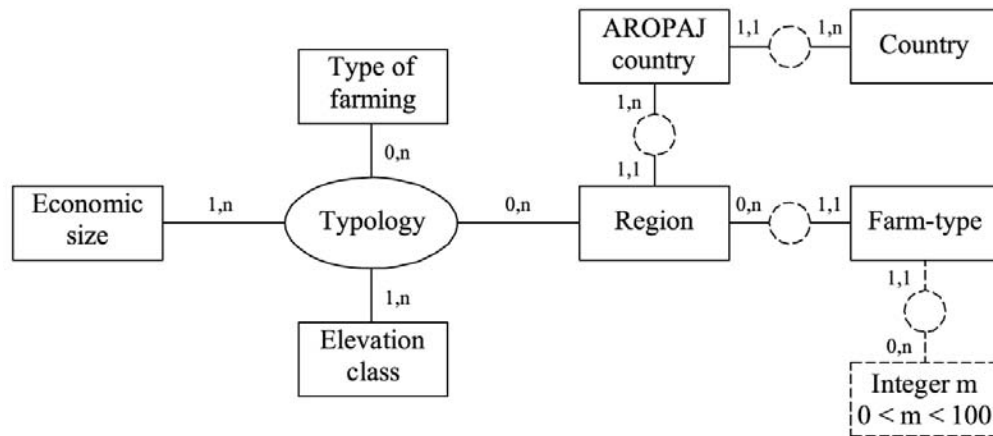 AROPAJ
country
1,1
1,n
Country
Type of
farming
1,n
0,n
1,1
Economic
size
1,n
Typology
0,n
Region
0,n
1,1
Farm-type
1,n
1,1
Elevation
class
0,n
Integer m
0 < m < 100